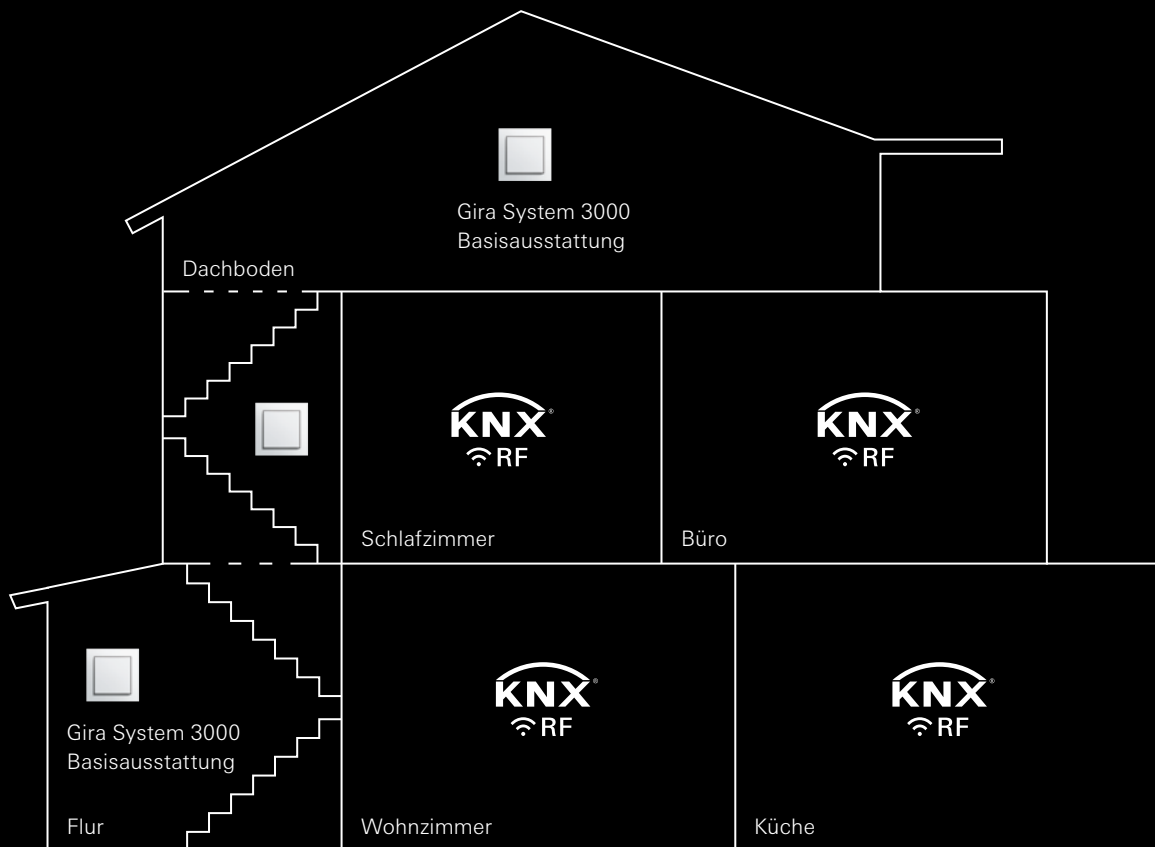 Gira System 3000
Basisausstattung
Dachboden
KNX®
RF
KNX®
RF
Schlafzimmer
Büro
Gira System 3000
Basisausstattung
KNX®
RF
KNX®
RF
Flur
Wohnzimmer
Küche